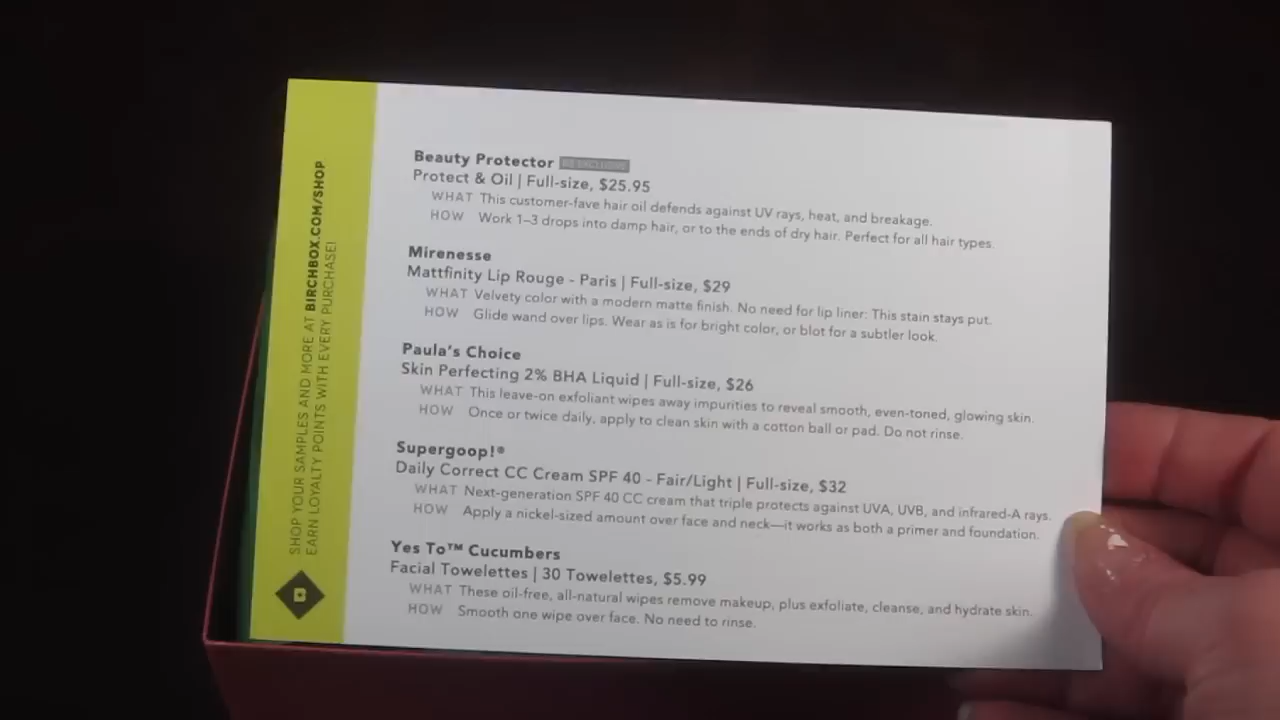 Beauty Protector BB EXCLUSIVE
Protect & Oil | Full-size, $25.95
WHAT This customer-fave hair oil defends against UV rays, heat, and breakage.
HOW Work 1–3 drops into damp hair, or to the ends of dry hair. Perfect for all hair types.
Mirenesse
Mattfinity Lip Rouge - Paris | Full-size, $29
WHAT Velvety color with a modern matte finish. No need for lip liner: This stain stays put.
HOW Glide wand over lips. Wear as is for bright color, or blot for a subtler look.
Paula's Choice
Skin Perfecting 2% BHA Liquid | Full-size, $26
WHAT This leave-on exfoliant wipes away impurities to reveal smooth, even-toned, glowing skin.
HOW Once or twice daily, apply to clean skin with a cotton ball or pad. Do not rinse.
Supergoop!®
Daily Correct CC Cream SPF 40 - Fair/Light | Full-size, $32
WHAT Next-generation SPF 40 CC cream that triple protects against UVA, UVB, and infrared-A rays.
HOW Apply a nickel-sized amount over face and neck—it works as both a primer and foundation.
Yes To™ Cucumbers
Facial Towelettes | 30 Towelettes, $5.99
WHAT These oil-free, all-natural wipes remove makeup, plus exfoliate, cleanse, and hydrate skin.
HOW Smooth one wipe over face. No need to rinse.
SHOP YOUR SAMPLES AND MORE AT BIRCHBOX.COM/SHOP
EARN LOYALTY POINTS WITH EVERY PURCHASE!